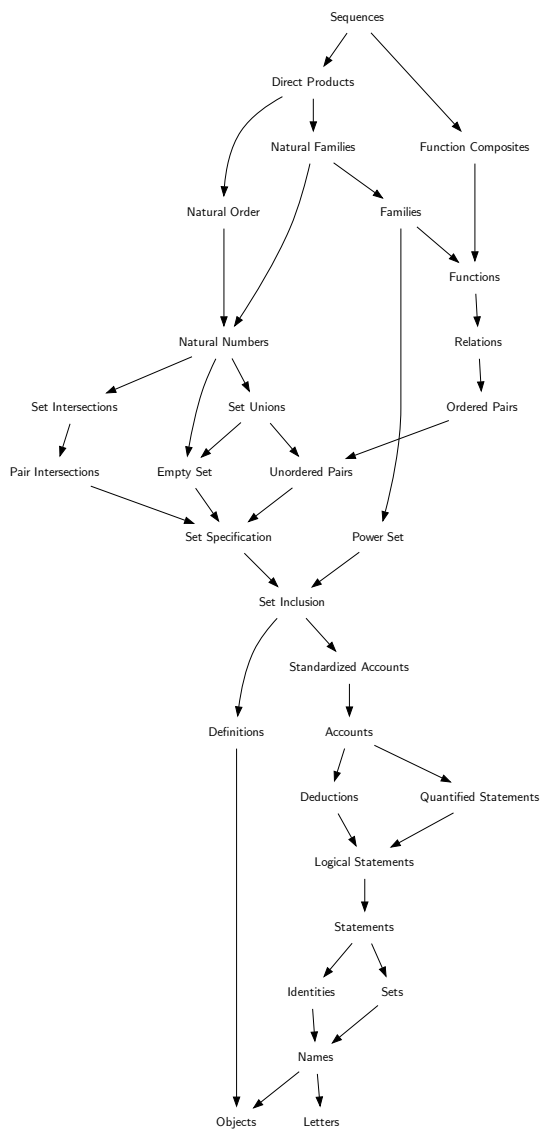 Sequences
Direct Products
Natural Families
Function Composites
Natural Order
Families
Functions
Natural Numbers
Relations
Set Intersections
Set Unions
Ordered Pairs
Pair Intersections
Empty Set
Unordered Pairs
Set Specification
Power Set
Set Inclusion
Standardized Accounts
Definitions
Accounts
Deductions
Quantified Statements
Logical Statements
Statements
Identities
Sets
Names
Objects
Letters